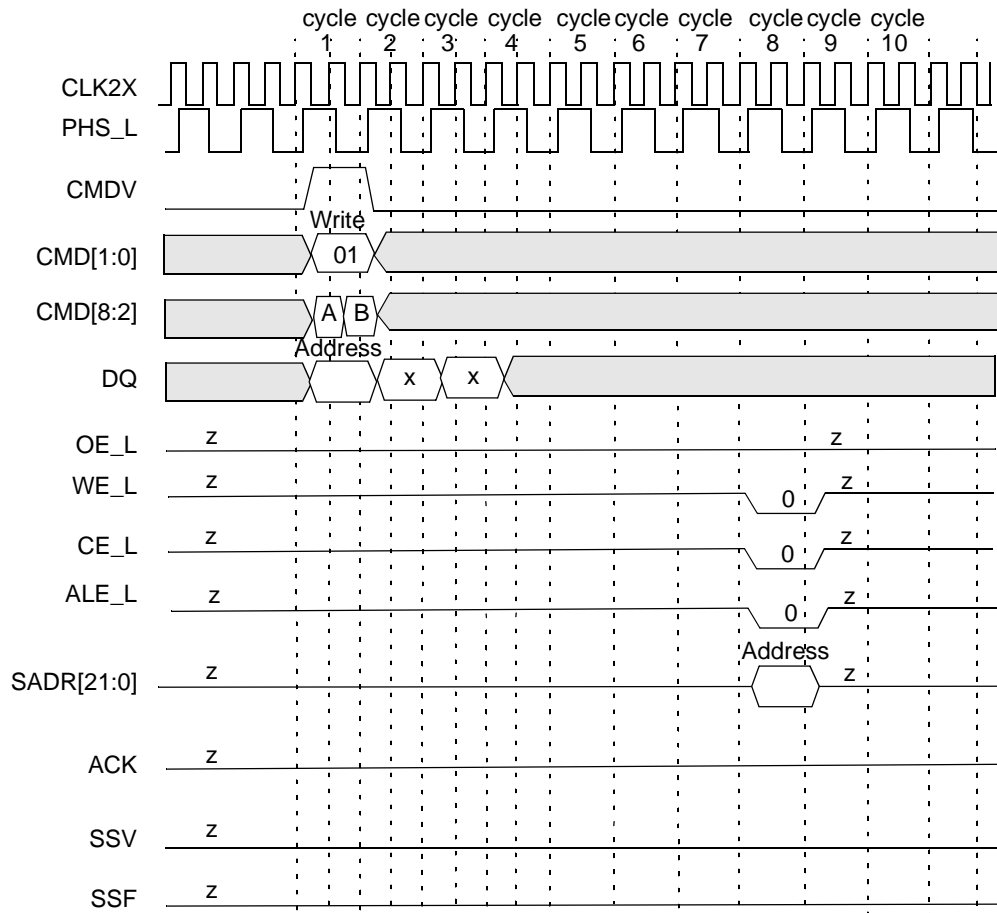 cycle cycle cycle cycle cycle cycle cycle cycle cycle cycle
1 2 3 4 5 6 7 8 9 10
CLK2X
PHS_L
CMDV
Write
CMD[1:0] 01
CMD[8:2] A B
Address
DQ x x
OE_L z z
WE_L z 0 z
CE_L z 0 z
ALE_L z 0 z
Address
SADR[21:0] z z
ACK z
SSV z
SSF z